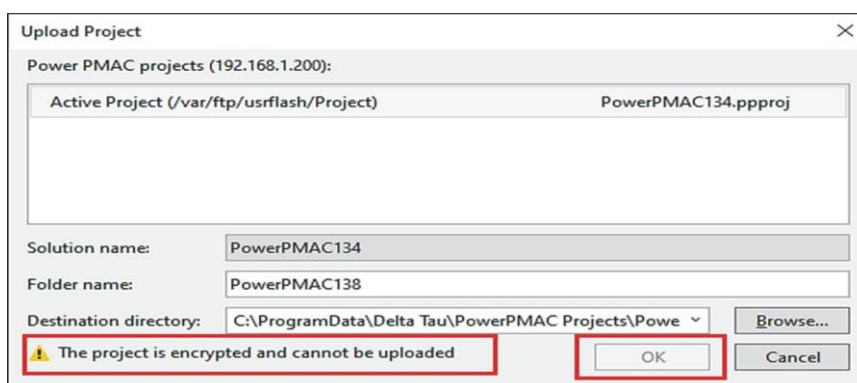 Upload Project
Power PMAC projects (192.168.1.200):
Active Project (/var/ftp/usrflash/Project) PowerPMAC134.ppproj
Solution name: PowerPMAC134
Folder name: PowerPMAC138
Destination directory: C:\ProgramData\Delta Tau\PowerPMAC Projects\Powe Browse...
The project is encrypted and cannot be uploaded OK Cancel